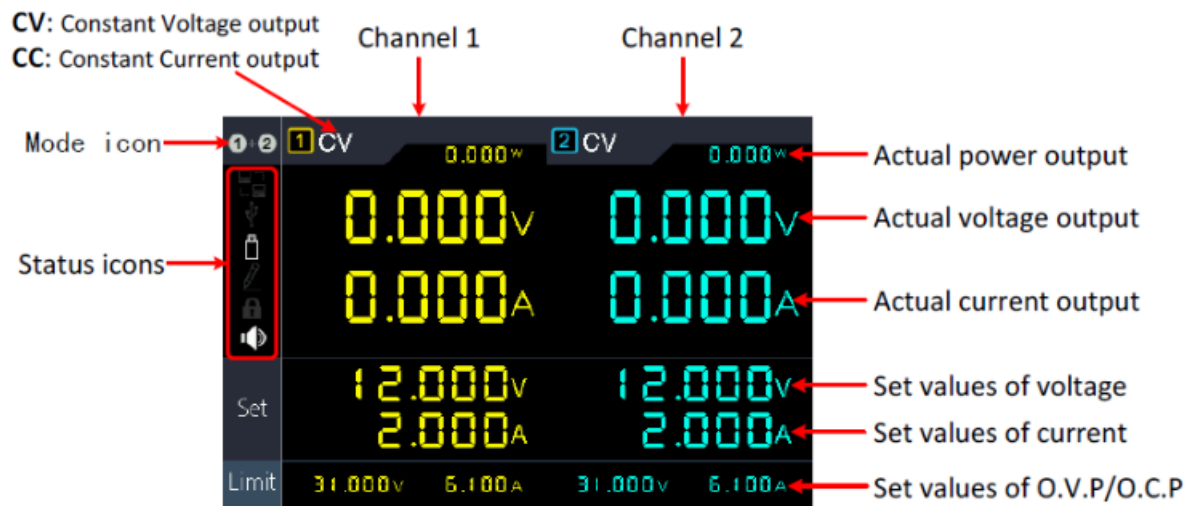 CV: Constant Voltage output
CC: Constant Current output
Channel 1
Channel 2
Mode icon
1 2
1 CV
0.000W
2 CV
0.000W
Actual power output
0.000V
0.000V
Actual voltage output
Status icons
0.000A
0.000A
Actual current output
Set
12.000V
12.000V
Set values of voltage
2.000A
2.000A
Set values of current
Limit
31.000V
6.100A
31.000V
6.100A
Set values of O.V.P/O.C.P